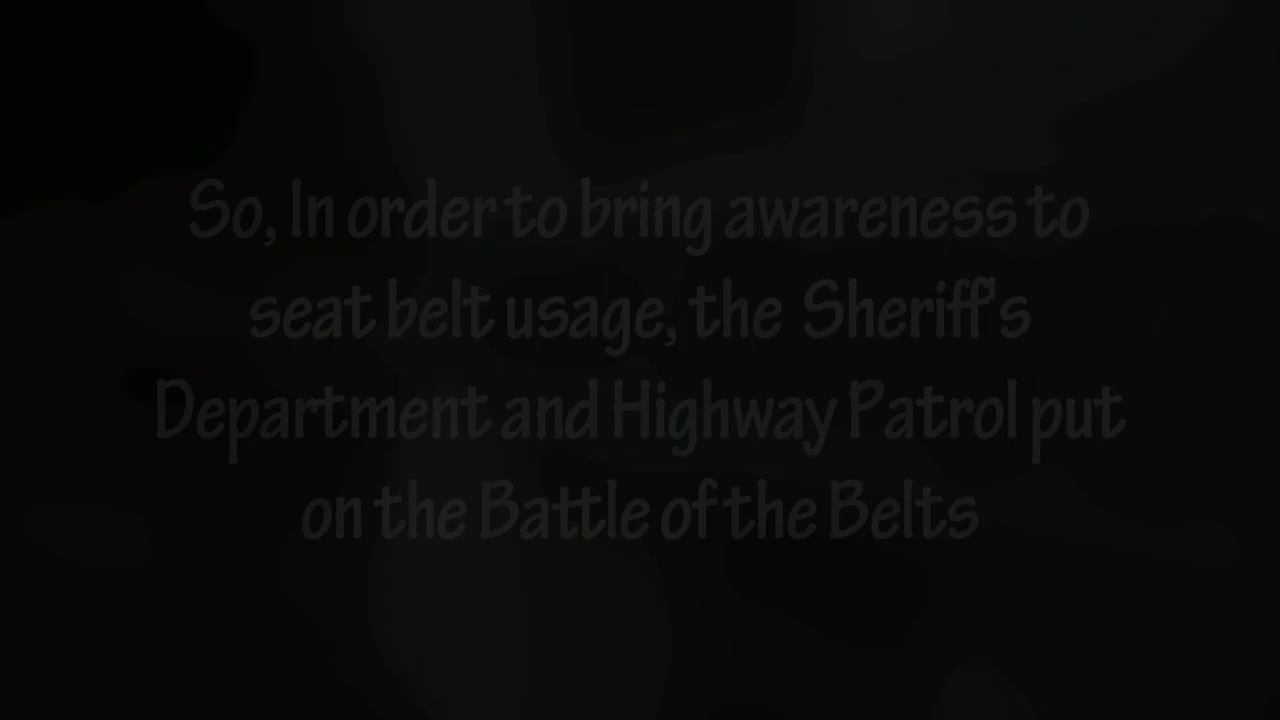 So, In order to bring awareness to
seat belt usage, the Sheriff's
Department and Highway Patrol put
on the Battle of the Belts